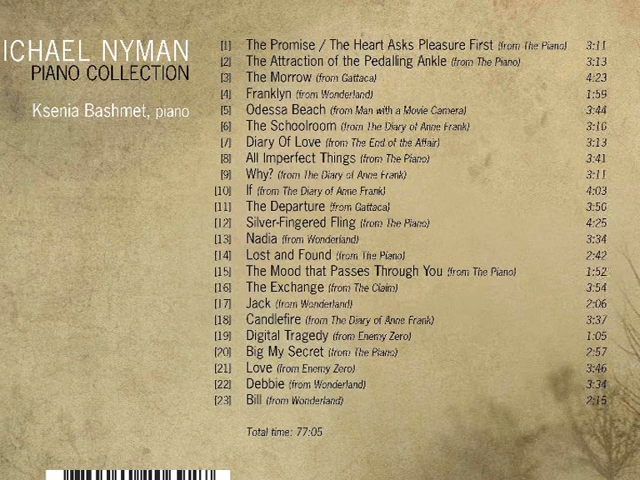 ICHAEL NYMAN
PIANO COLLECTION
Ksenia Bashmet, piano
[1] The Promise / The Heart Asks Pleasure First (from The Piano) 3:11
[2] The Attraction of the Pedalling Ankle (from The Piano) 3:13
[3] The Morrow (from Gattaca) 4:23
[4] Franklyn (from Wonderland) 1:59
[5] Odessa Beach (from Man with a Movie Camera) 3:44
[6] The Schoolroom (from The Diary of Anne Frank) 3:16
[7] Diary Of Love (from The End of the Affair) 3:13
[8] All Imperfect Things (from The Piano) 3:41
[9] Why? (from The Diary of Anne Frank) 3:11
[10] If (from The Diary of Anne Frank) 4:03
[11] The Departure (from Gattaca) 3:56
[12] Silver-Fingered Fling (from The Piano) 4:25
[13] Nadia (from Wonderland) 3:34
[14] Lost and Found (from The Piano) 2:42
[15] The Mood that Passes Through You (from The Piano) 1:52
[16] The Exchange (from The Claim) 3:54
[17] Jack (from Wonderland) 2:06
[18] Candlefire (from The Diary of Anne Frank) 3:37
[19] Digital Tragedy (from Enemy Zero) 1:05
[20] Big My Secret (from The Piano) 2:57
[21] Love (from Enemy Zero) 3:46
[22] Debbie (from Wonderland) 3:34
[23] Bill (from Wonderland) 2:15
Total time: 77:05